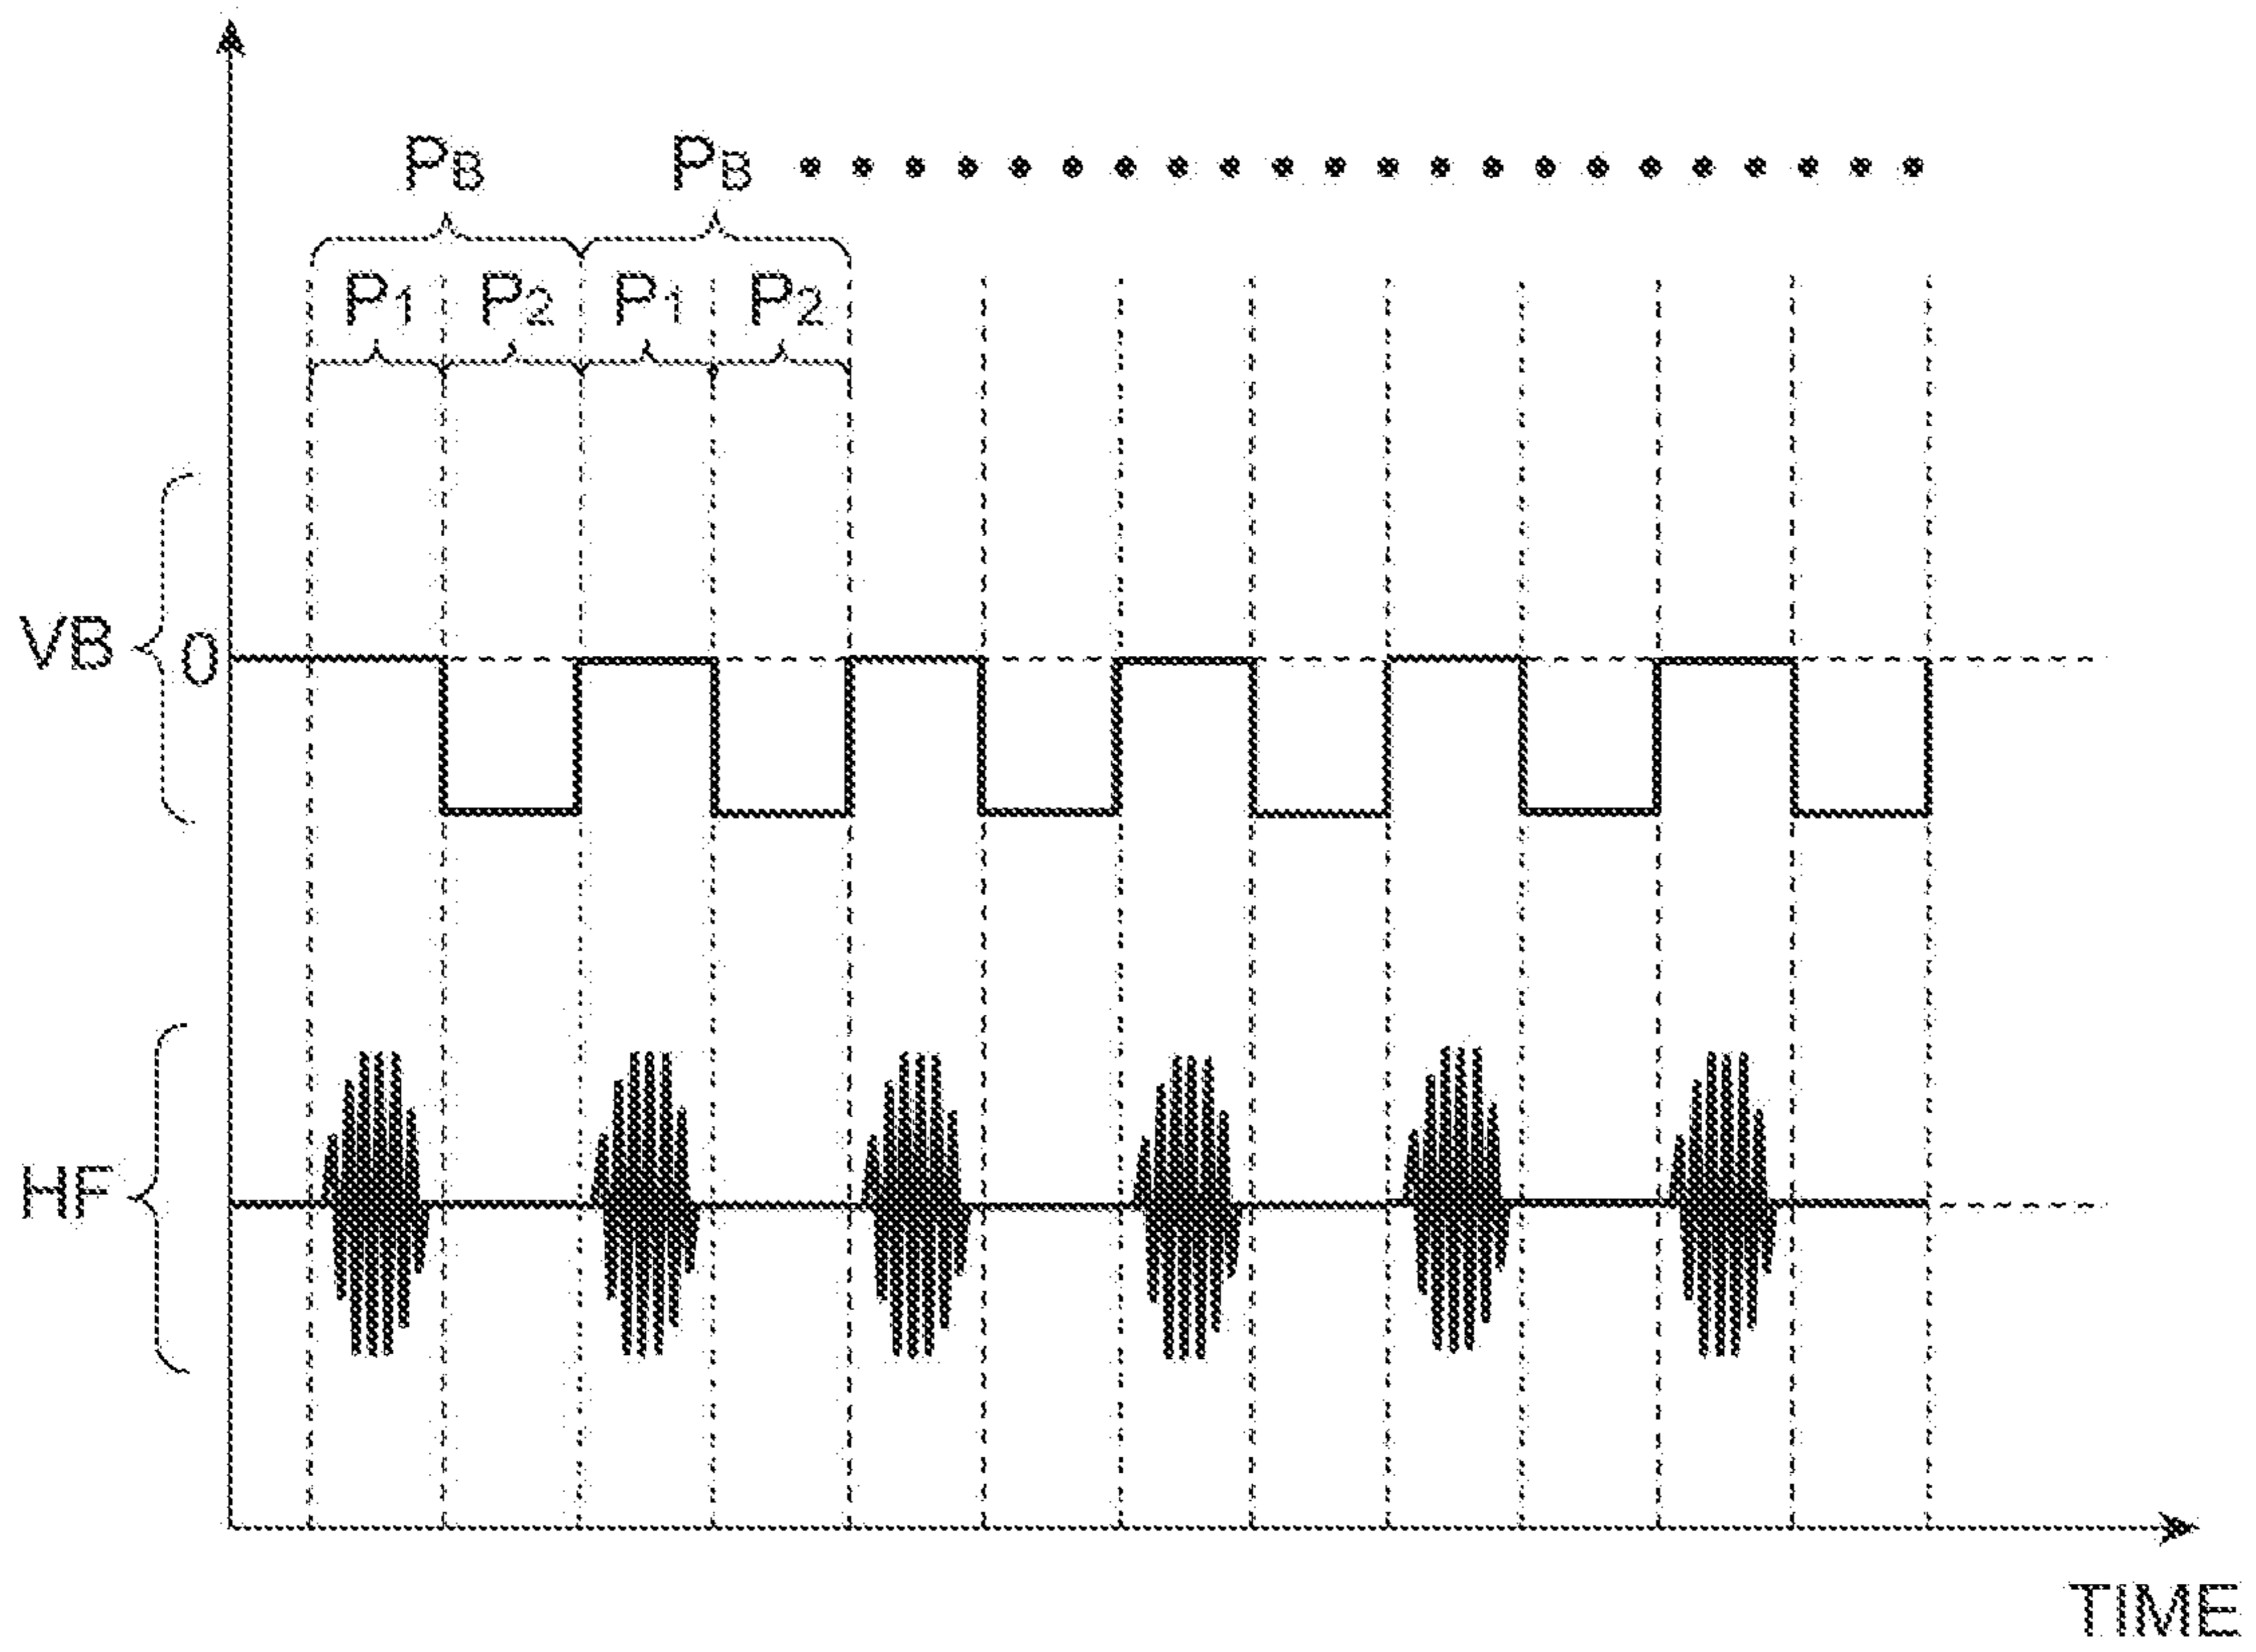 PB PB • • • • • • • • • • • • • • • • • • • • • •
P1 P2 P1 P2
VB 0
HF
TIME